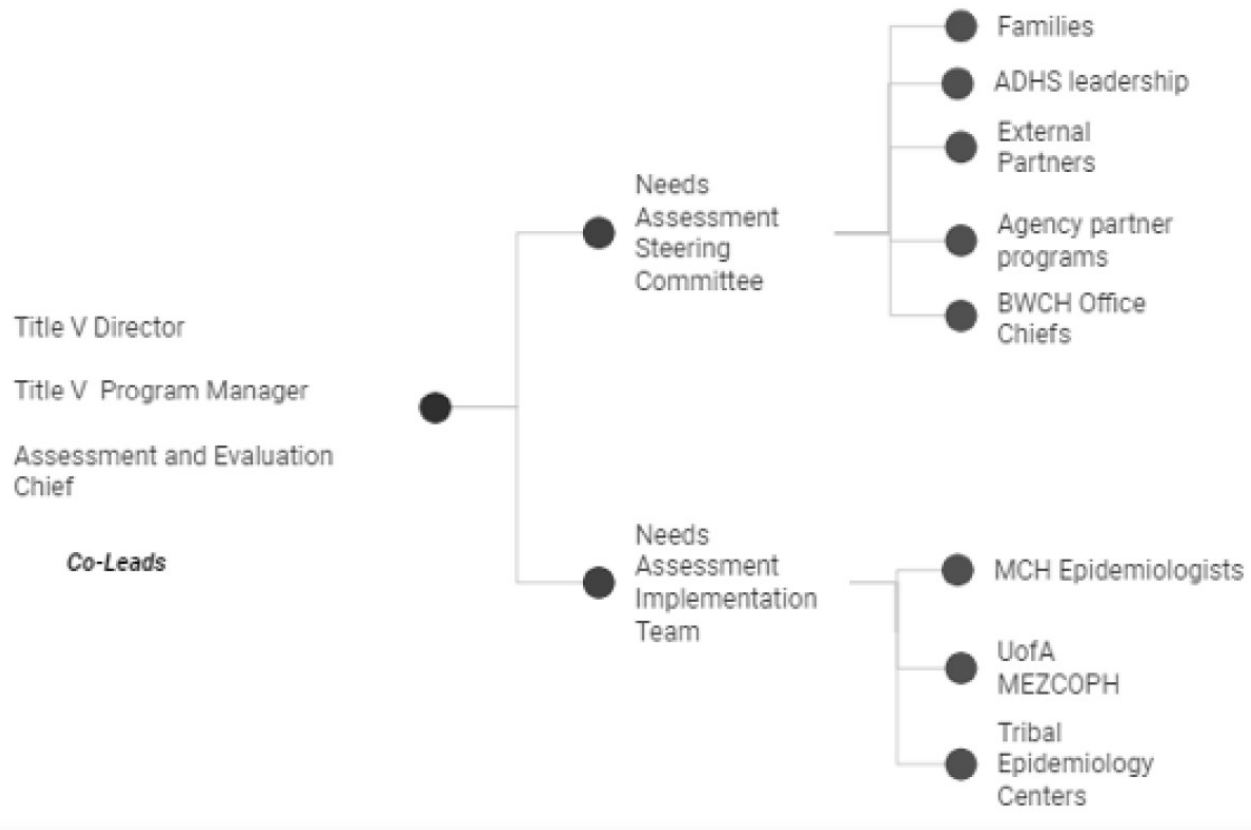 Title V Director
Title V  Program Manager
Assessment and Evaluation
Chief
Co-Leads
Needs
Assessment
Steering
Committee
Families
ADHS leadership
External
Partners
Agency partner
programs
BWCH Office
Chiefs
Needs
Assessment
Implementation
Team
MCH Epidemiologists
UofA
MEZCOPH
Tribal
Epidemiology
Centers